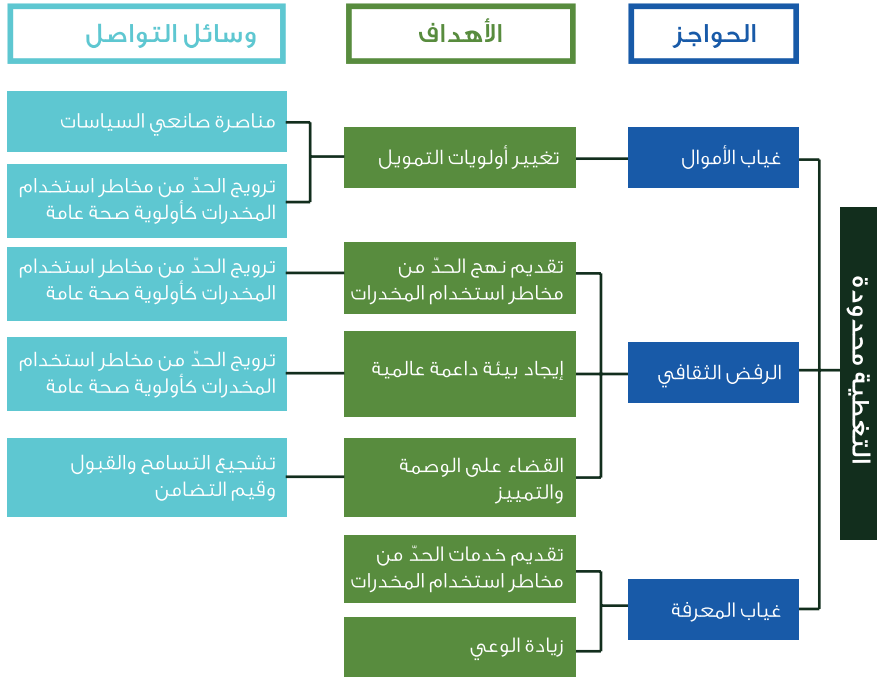 الحواجز
الأهداف
وسائل التواصل
التغطية محدودة
غياب الأموال
تغيير أولويات التمويل
مناصرة صانعي السياسات
ترويج الحدّ من مخاطر استخدام
المخدرات كأولوية صحة عامة
الرفض الثقافي
تقديم نهج الحدّ من
مخاطر استخدام المخدرات
ترويج الحدّ من مخاطر استخدام
المخدرات كأولوية صحة عامة
إيجاد بيئة داعمة عالمية
ترويج الحدّ من مخاطر استخدام
المخدرات كأولوية صحة عامة
القضاء على الوصمة
والتمييز
تشجيع التسامح والقبول
وقيم التضامن
غياب المعرفة
تقديم خدمات الحدّ من
مخاطر استخدام المخدرات
زيادة الوعي